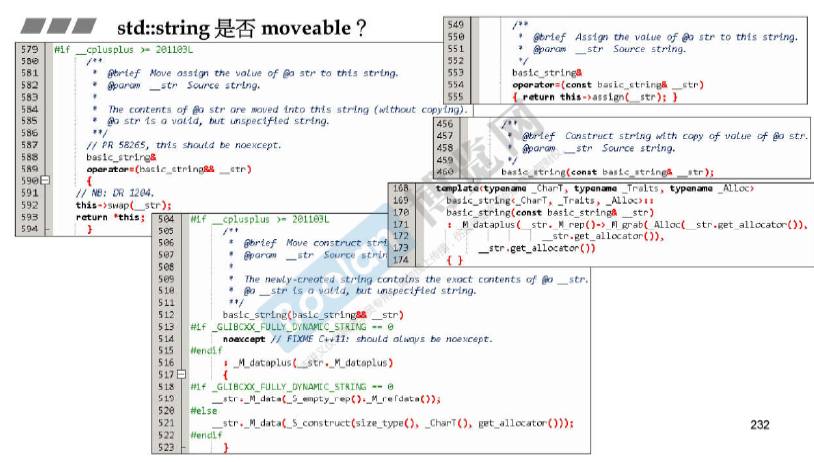 std::string 是否 moveable？
579 #if __cplusplus >= 201103L
580 /**
581 * @brief Move assign the value of @a str to this string.
582 * @param __str Source string.
583 *
584 * The contents of @a str are moved into this string (without copying).
585 * @a str is a valid, but unspecified string.
586 **/
587 // PR 58265, this should be noexcept.
588 basic_string&
589 operator=(basic_string&& __str)
590 {
591 // NB: DR 1204.
592 this->swap(__str);
593 return *this;
594 }
549 /**
550 * @brief Assign the value of @a str to this string.
551 * @param __str Source string.
552 */
553 basic_string&
554 operator=(const basic_string& __str)
555 { return this->assign(__str); }
456 /**
457 * @brief Construct string with copy of value of @a str.
458 * @param __str Source string.
459 */
460 basic_string(const basic_string& __str);
168 template<typename _CharT, typename _Traits, typename _Alloc>
169 basic_string<_CharT, _Traits, _Alloc>::
170 basic_string(const basic_string& __str)
171 : _M_dataplus(__str._M_rep()->_M_grab(_Alloc(__str.get_allocator()),
172 __str.get_allocator()),
173 __str.get_allocator())
174 { }
504 #if __cplusplus >= 201103L
505 /**
506 * @brief Move construct stri
507 * @param __str Source strin
508 *
509 * The newly-created string contains the exact contents of @a __str.
510 * @a __str is a valid, but unspecified string.
511 **/
512 basic_string(basic_string&& __str)
513 #if _GLIBCXX_FULLY_DYNAMIC_STRING == 0
514 noexcept // FIXME C++11: should always be noexcept.
515 #endif
516 : _M_dataplus(__str._M_dataplus)
517 {
518 #if _GLIBCXX_FULLY_DYNAMIC_STRING == 0
519 __str._M_data(_S_empty_rep()._M_refdata());
520 #else
521 __str._M_data(_S_construct(size_type(), _CharT(), get_allocator()));
522 #endif
523 }
Boolan 博览网
232